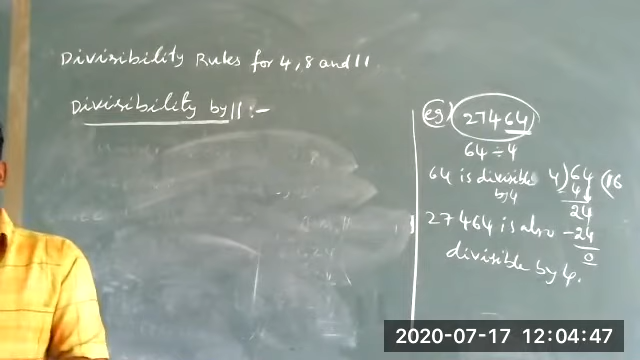 Divisibility Rules for 4, 8 and 11.
Divisibility by 11 :-
eg) 27464
64 ÷ 4
64 is divisible by 4
4) 64 (16
- 4
24
- 24
0
27464 is also
divisible by 4.
2020-07-17 12:04:47